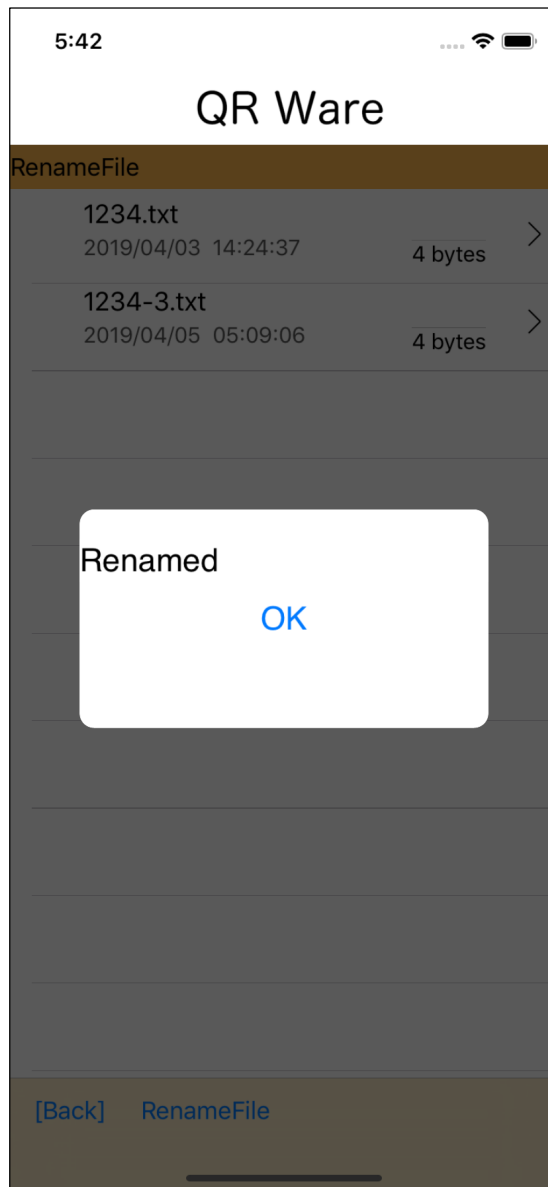 5:42
QR Ware
RenameFile
1234.txt
2019/04/03 14:24:37 4 bytes
1234-3.txt
2019/04/05 05:09:06 4 bytes
Renamed
OK
[Back] RenameFile